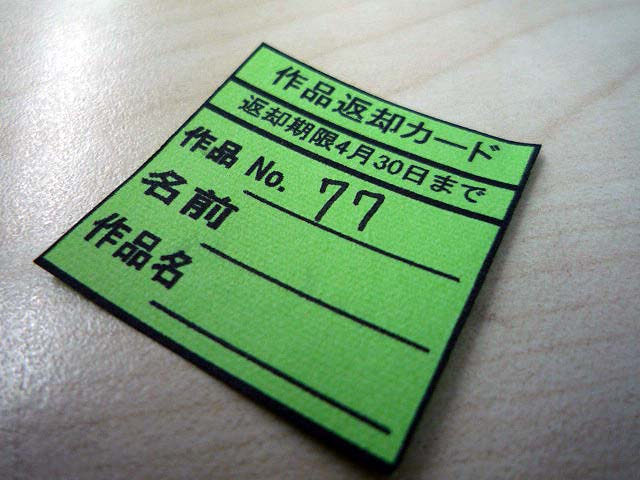 作品返却カード
返却期限4月30日まで
作品 No. 77
名前
作品名